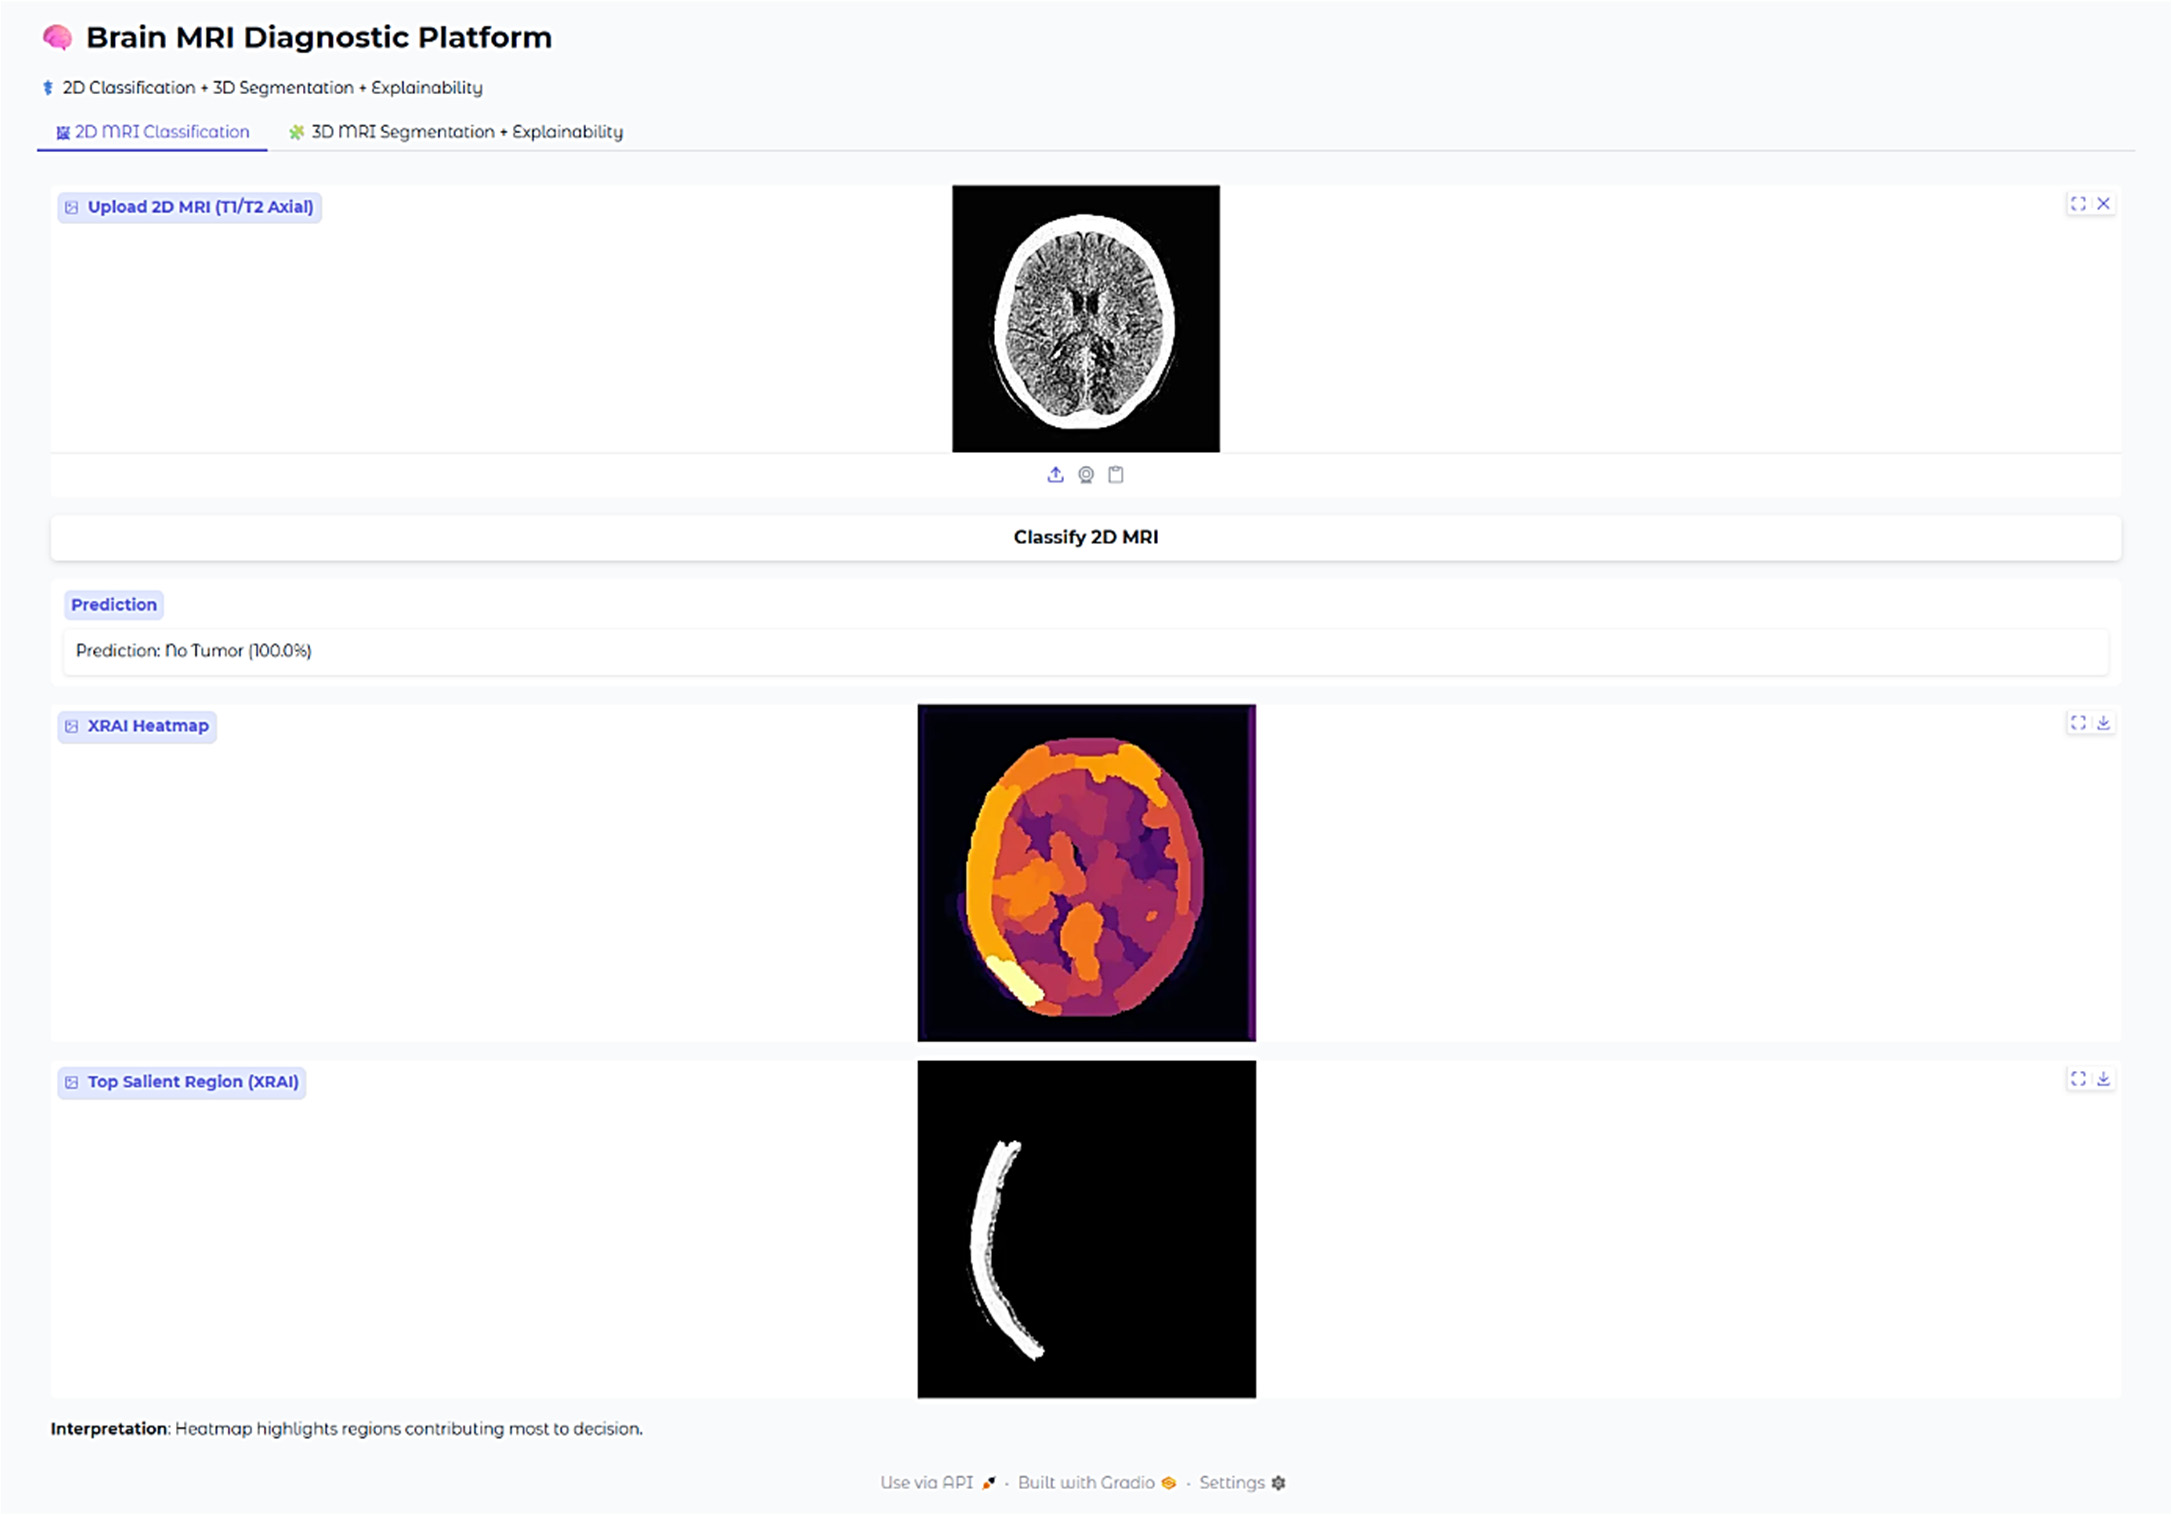 Brain MRI Diagnostic Platform
2D Classification + 3D Segmentation + Explainability
2D MRI Classification
3D MRI Segmentation + Explainability
Upload 2D MRI (T1/T2 Axial)
Classify 2D MRI
Prediction
Prediction: No Tumor (100.0%)
XRAI Heatmap
Top Salient Region (XRAI)
Interpretation: Heatmap highlights regions contributing most to decision.
Use via API · Built with Gradio · Settings